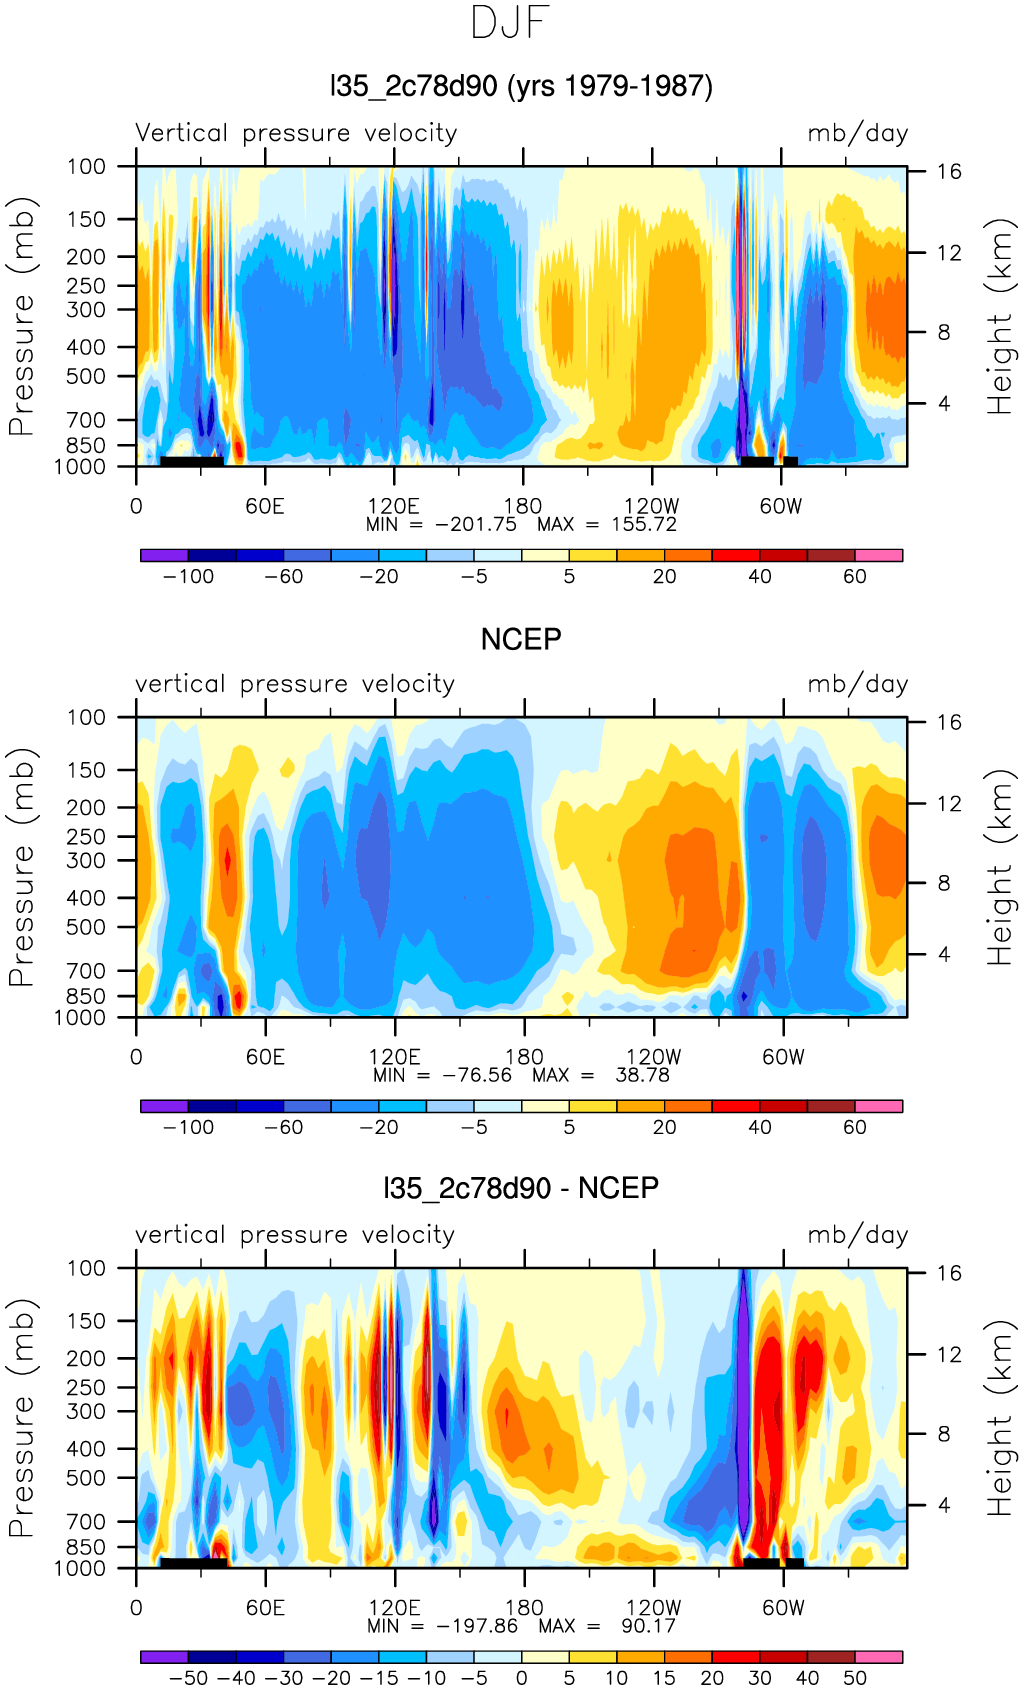 DJF
l35_2c78d90 (yrs 1979-1987)
Vertical pressure velocity mb/day
100 16
150
200 12
250
300 8
400
500 4
700
850
1000
Pressure (mb)
Height (km)
0 60E 120E 180 120W 60W
MIN = -201.75 MAX = 155.72
-100 -60 -20 -5 5 20 40 60
NCEP
vertical pressure velocity mb/day
100 16
150
200 12
250
300 8
400
500 4
700
850
1000
Pressure (mb)
Height (km)
0 60E 120E 180 120W 60W
MIN = -76.56 MAX = 38.78
-100 -60 -20 -5 5 20 40 60
l35_2c78d90 - NCEP
vertical pressure velocity mb/day
100 16
150
200 12
250
300 8
400
500 4
700
850
1000
Pressure (mb)
Height (km)
0 60E 120E 180 120W 60W
MIN = -197.86 MAX = 90.17
-50 -40 -30 -20 -15 -10 -5 0 5 10 15 20 30 40 50